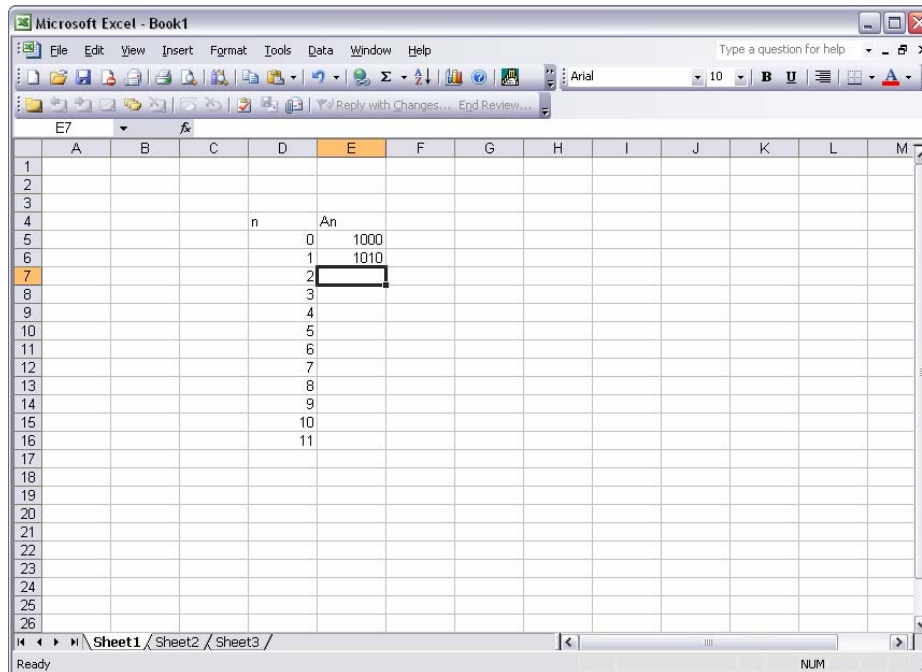 Microsoft Excel - Book1
File Edit View Insert Format Tools Data Window Help Type a question for help
Σ Arial 10 B U A
Reply with Changes... End Review...
E7 fx
A B C D E F G H I J K L M
1
2
3
4 n An
5 0 1000
6 1 1010
7 2
8 3
9 4
10 5
11 6
12 7
13 8
14 9
15 10
16 11
17
18
19
20
21
22
23
24
25
26
Sheet1 / Sheet2 / Sheet3 /
Ready NUM